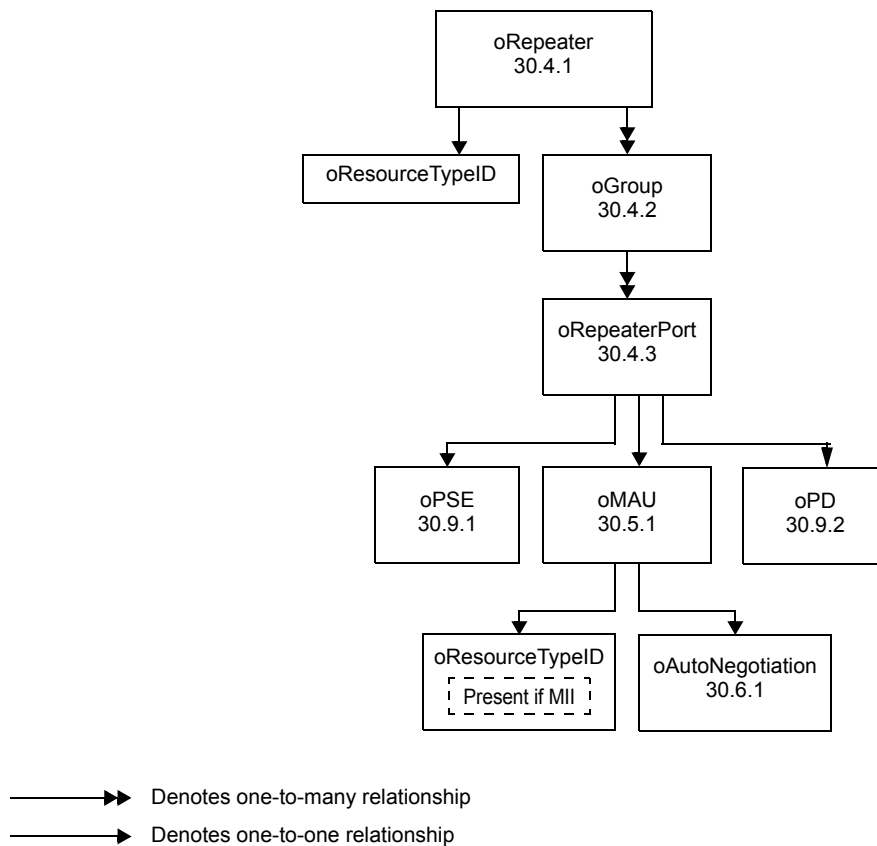 oRepeater
30.4.1
oResourceTypeID
oGroup
30.4.2
oRepeaterPort
30.4.3
oPSE
30.9.1
oMAU
30.5.1
oPD
30.9.2
oResourceTypeID
Present if MII
oAutoNegotiation
30.6.1
Denotes one-to-many relationship
Denotes one-to-one relationship